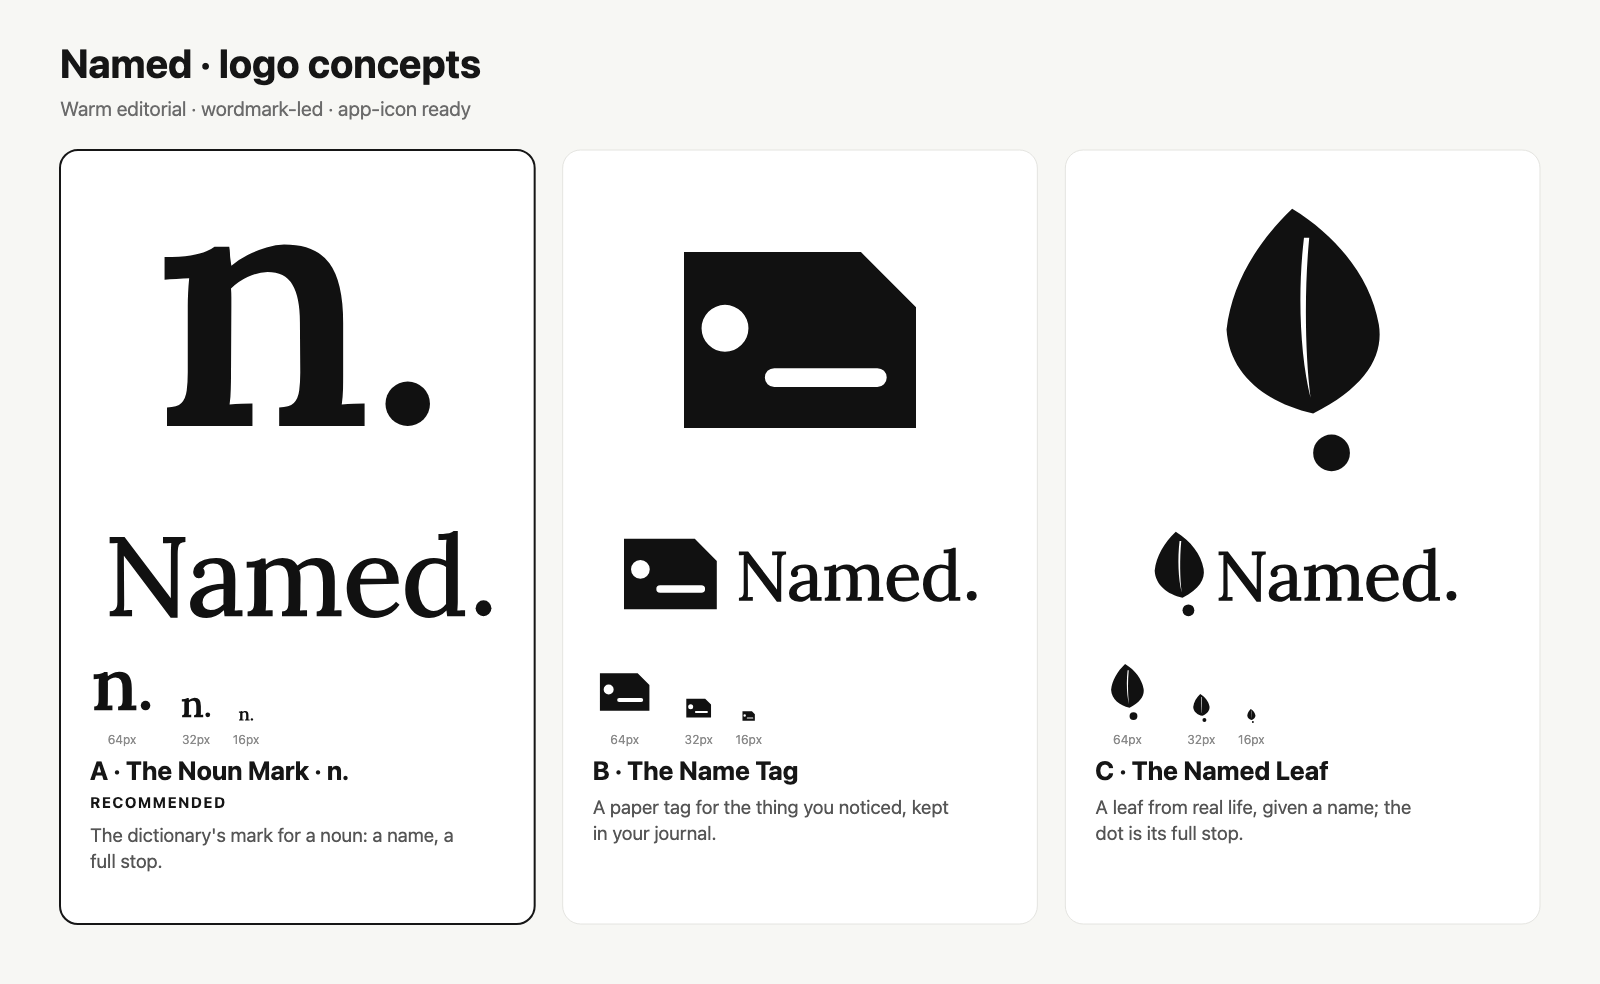 Named · logo concepts
Warm editorial · wordmark-led · app-icon ready
n.
Named.
n.
n.
n.
64px
32px
16px
A · The Noun Mark · n.
RECOMMENDED
The dictionary's mark for a noun: a name, a
full stop.
Named.
64px
32px
16px
B · The Name Tag
A paper tag for the thing you noticed, kept
in your journal.
Named.
64px
32px
16px
C · The Named Leaf
A leaf from real life, given a name; the
dot is its full stop.